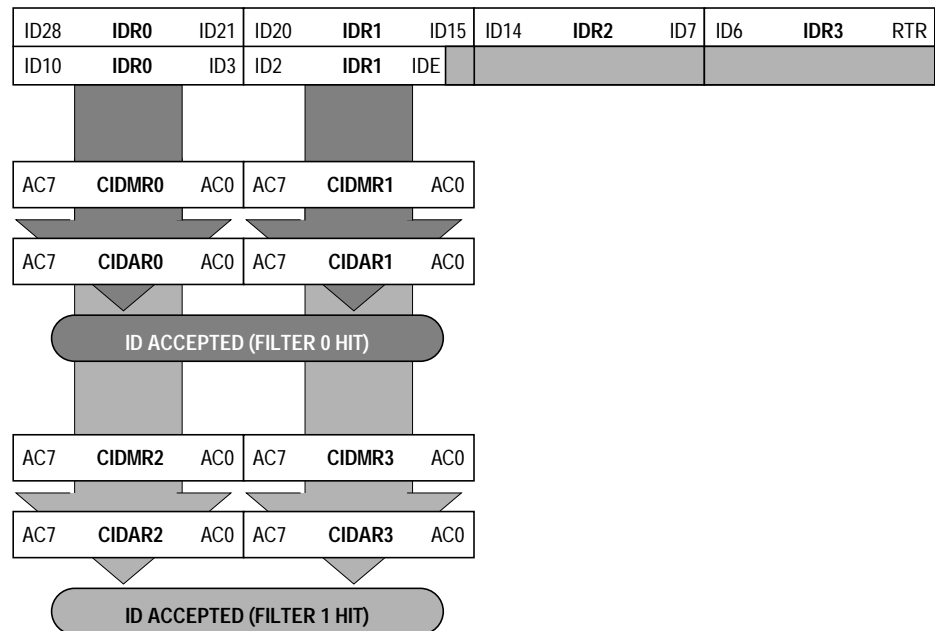 ID28 IDR0 ID21 ID20 IDR1 ID15 ID14 IDR2 ID7 ID6 IDR3 RTR
ID10 IDR0 ID3 ID2 IDR1 IDE
AC7 CIDMR0 AC0 AC7 CIDMR1 AC0
AC7 CIDAR0 AC0 AC7 CIDAR1 AC0
ID ACCEPTED (FILTER 0 HIT)
AC7 CIDMR2 AC0 AC7 CIDMR3 AC0
AC7 CIDAR2 AC0 AC7 CIDAR3 AC0
ID ACCEPTED (FILTER 1 HIT)